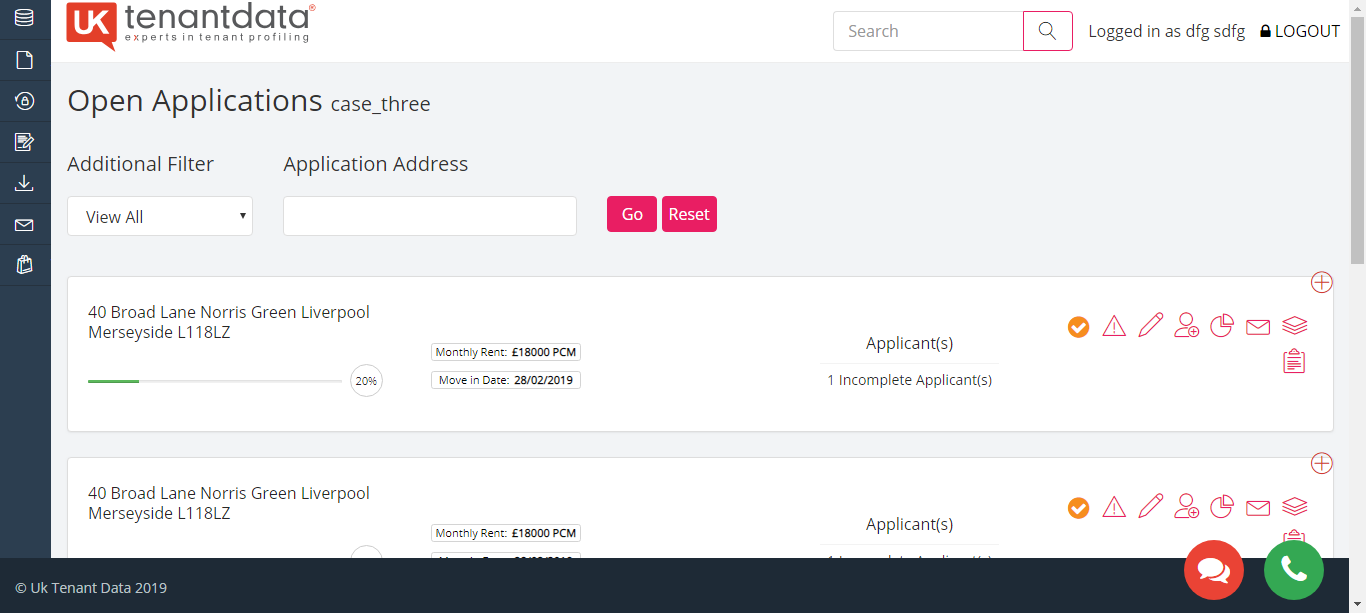 UK tenantdata®
experts in tenant profiling
Search
Logged in as dfg sdfg
LOGOUT
Open Applications case_three
Additional Filter
Application Address
View All
Go
Reset
40 Broad Lane Norris Green Liverpool
Merseyside L118LZ
20%
Monthly Rent: £18000 PCM
Move in Date: 28/02/2019
Applicant(s)
1 Incomplete Applicant(s)
40 Broad Lane Norris Green Liverpool
Merseyside L118LZ
Monthly Rent: £18000 PCM
Applicant(s)
© Uk Tenant Data 2019